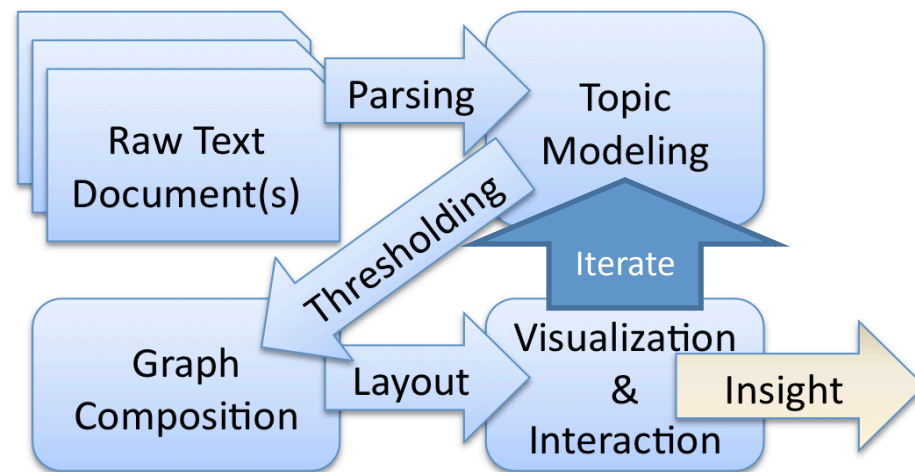 Raw Text
Document(s)
Parsing
Topic
Modeling
Thresholding
Graph
Composition
Layout
Visualization
&
Interaction
Iterate
Insight